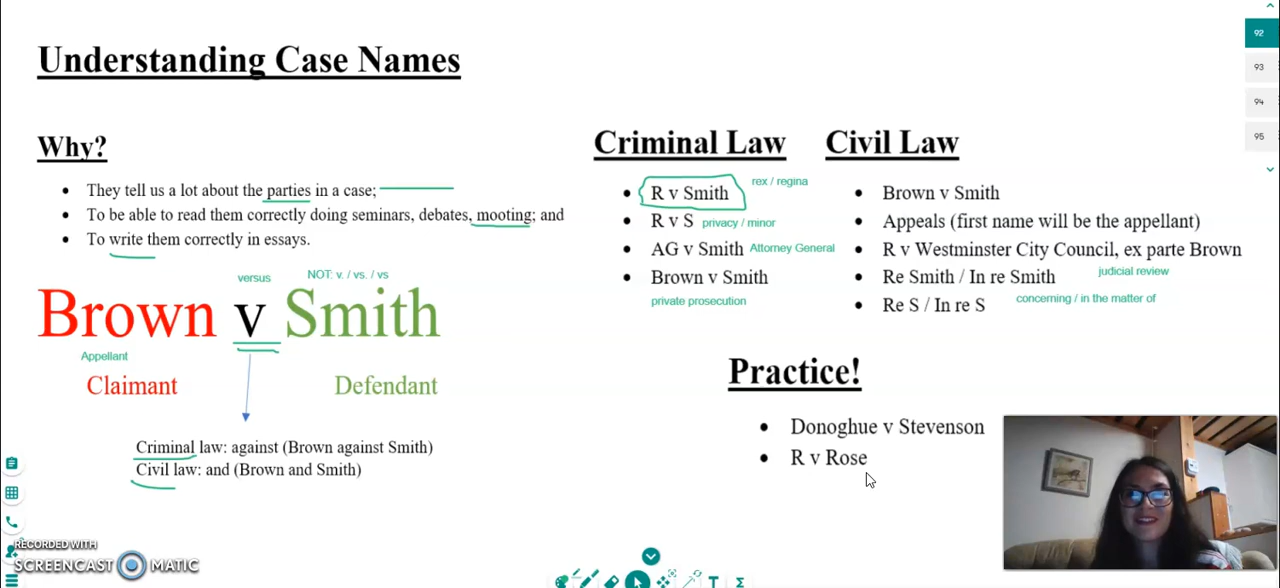 Understanding Case Names
Why?
• They tell us a lot about the parties in a case;
• To be able to read them correctly doing seminars, debates, mooting; and
• To write them correctly in essays.
versus
NOT: v. / vs. / vs
Brown v Smith
Appellant
Claimant
Defendant
Criminal law: against (Brown against Smith)
Civil law: and (Brown and Smith)
Criminal Law
• R v Smith
rex / regina
• R v S
privacy / minor
• AG v Smith
Attorney General
• Brown v Smith
private prosecution
Civil Law
• Brown v Smith
• Appeals (first name will be the appellant)
• R v Westminster City Council, ex parte Brown
judicial review
• Re Smith / In re Smith
concerning / in the matter of
• Re S / In re S
Practice!
• Donoghue v Stevenson
• R v Rose
92
93
94
95
RECORDED WITH
SCREENCAST MATIC
T
Σ